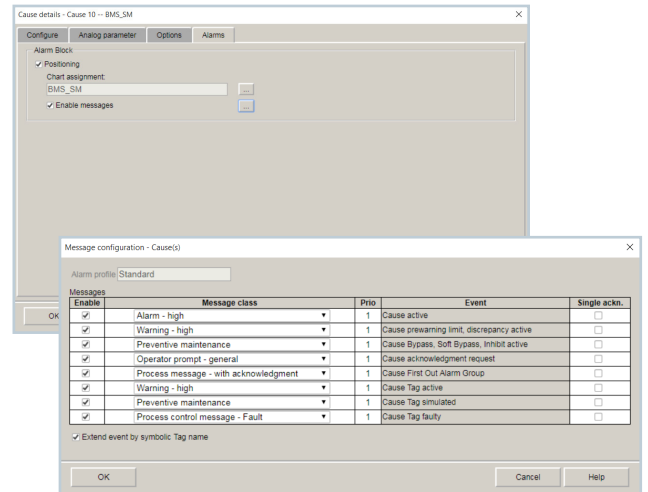 Cause details - Cause 10 -- BMS_SM
Configure Analog parameter Options Alarms
Alarm Block
Positioning
Chart assignment:
BMS_SM ...
Enable messages ...
OK
Message configuration - Cause(s)
Alarm profile Standard
Messages
Enable Message class Prio Event Single ackn.
Alarm - high 1 Cause active
Warning - high 1 Cause prewarning limit, discrepancy active
Preventive maintenance 1 Cause Bypass, Soft Bypass, Inhibit active
Operator prompt - general 1 Cause acknowledgment request
Process message - with acknowledgment 1 Cause First Out Alarm Group
Warning - high 1 Cause Tag active
Preventive maintenance 1 Cause Tag simulated
Process control message - Fault 1 Cause Tag faulty
Extend event by symbolic Tag name
OK Cancel Help